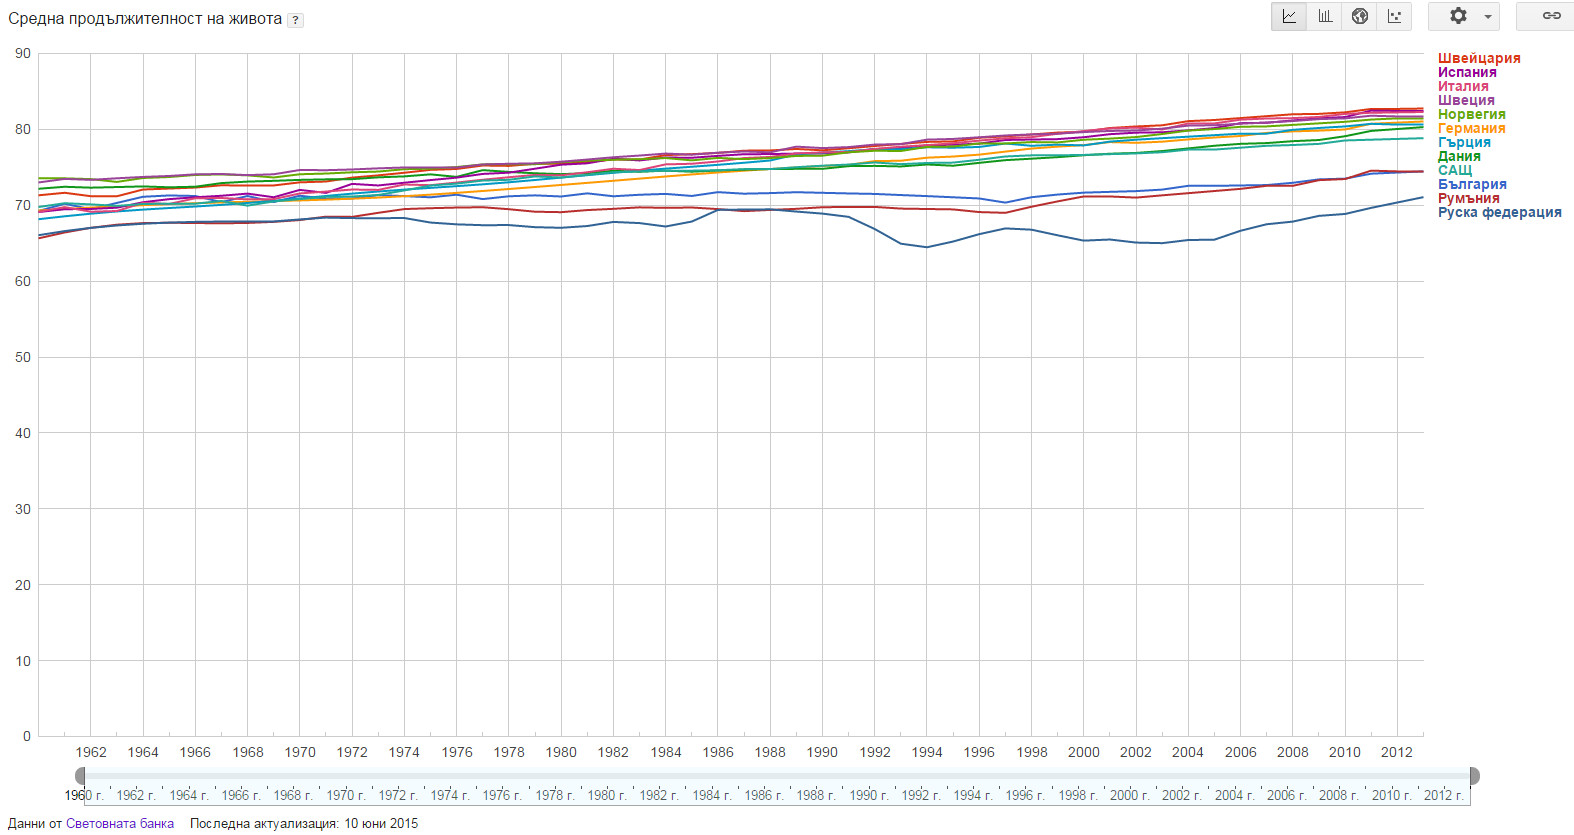 Средна продължителност на живота ?
90
80
70
60
50
40
30
20
10
0
Швейцария
Испания
Италия
Швеция
Норвегия
Германия
Гърция
Дания
САЩ
България
Румъния
Руска федерация
1962 1964 1966 1968 1970 1972 1974 1976 1978 1980 1982 1984 1986 1988 1990 1992 1994 1996 1998 2000 2002 2004 2006 2008 2010 2012
1960 г. 1962 г. 1964 г. 1966 г. 1968 г. 1970 г. 1972 г. 1974 г. 1976 г. 1978 г. 1980 г. 1982 г. 1984 г. 1986 г. 1988 г. 1990 г. 1992 г. 1994 г. 1996 г. 1998 г. 2000 г. 2002 г. 2004 г. 2006 г. 2008 г. 2010 г. 2012 г.
Данни от Световната банка Последна актуализация: 10 юни 2015